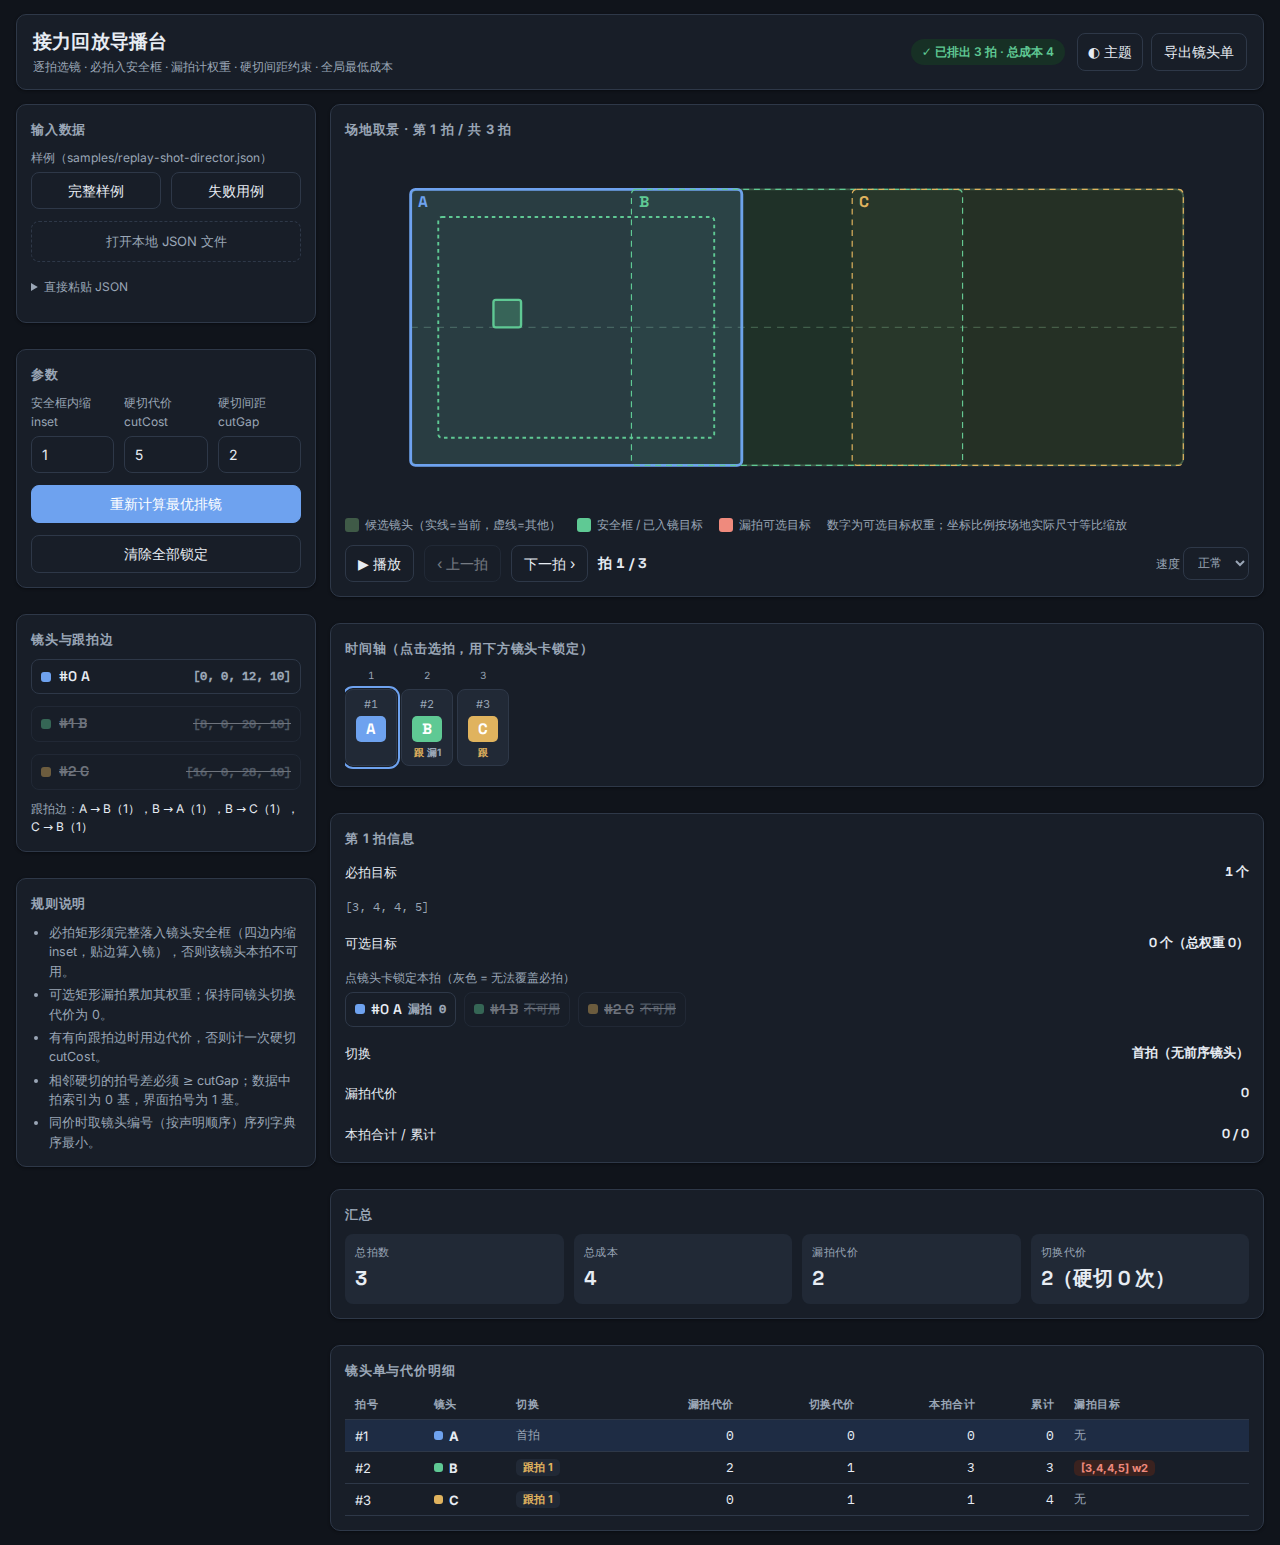 接力回放导播台
逐拍选镜 · 必拍入安全框 · 漏拍计权重 · 硬切间距约束 · 全局最低成本
✓ 已排出 3 拍 · 总成本 4
◐ 主题
导出镜头单
输入数据
样例（samples/replay-shot-director.json）
完整样例
失败用例
打开本地 JSON 文件
▶ 直接粘贴 JSON
参数
安全框内缩 inset
硬切代价 cutCost
硬切间距 cutGap
1
5
2
重新计算最优排镜
清除全部锁定
镜头与跟拍边
#0 A [0, 0, 12, 10]
#1 B [8, 0, 20, 10]
#2 C [16, 0, 28, 10]
跟拍边：A→B（1），B→A（1），B→C（1），
C→B（1）
规则说明
• 必拍矩形须完整落入镜头安全框（四边内缩
inset，贴边算入镜），否则该镜头本拍不可
用。
• 可选矩形漏拍累加其权重；保持同镜头切换
代价为 0。
• 有有向跟拍边时用边代价，否则计一次硬切
cutCost。
• 相邻硬切的拍号差必须 ≥ cutGap；数据中
拍索引为 0 基，界面拍号为 1 基。
• 同价时取镜头编号（按声明顺序）序列字典
序最小。
场地取景 · 第 1 拍 / 共 3 拍
A
B
C
候选镜头（实线=当前，虚线=其他）
安全框 / 已入镜目标
漏拍可选目标
数字为可选目标权重；坐标比例按场地实际尺寸等比缩放
▶ 播放
‹ 上一拍
下一拍 ›
拍 1 / 3
速度
正常
时间轴（点击选拍，用下方镜头卡锁定）
1
2
3
#1
#2
#3
A
B
C
跟 漏1
跟
第 1 拍信息
必拍目标
1 个
[3, 4, 4, 5]
可选目标
0 个（总权重 0）
点镜头卡锁定本拍（灰色 = 无法覆盖必拍）
#0 A 漏拍 0
#1 B 不可用
#2 C 不可用
切换
首拍（无前序镜头）
漏拍代价
0
本拍合计 / 累计
0 / 0
汇总
总拍数
3
总成本
4
漏拍代价
2
切换代价
2（硬切 0 次）
镜头单与代价明细
拍号 镜头 切换 漏拍代价 切换代价 本拍合计 累计 漏拍目标
#1 A 首拍 0 0 0 0 无
#2 B 跟拍 1 2 1 3 3 [3,4,4,5] w2
#3 C 跟拍 1 0 1 1 4 无